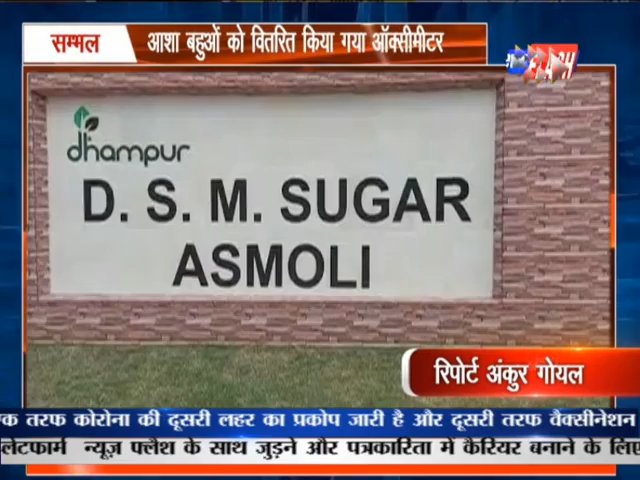 सम्भल
आशा बहुओं को वितरित किया गया ऑक्सीमीटर
dhampur
D. S. M. SUGAR
ASMOLI
रिपोर्ट अंकुर गोयल
तरफ कोरोना की दूसरी लहर का प्रकोप जारी है और दूसरी तरफ वैक्सीनेशन
न्यूज़ फ्लैश के साथ जुड़ने और पत्रकारिता में कैरियर बनाने के लिए